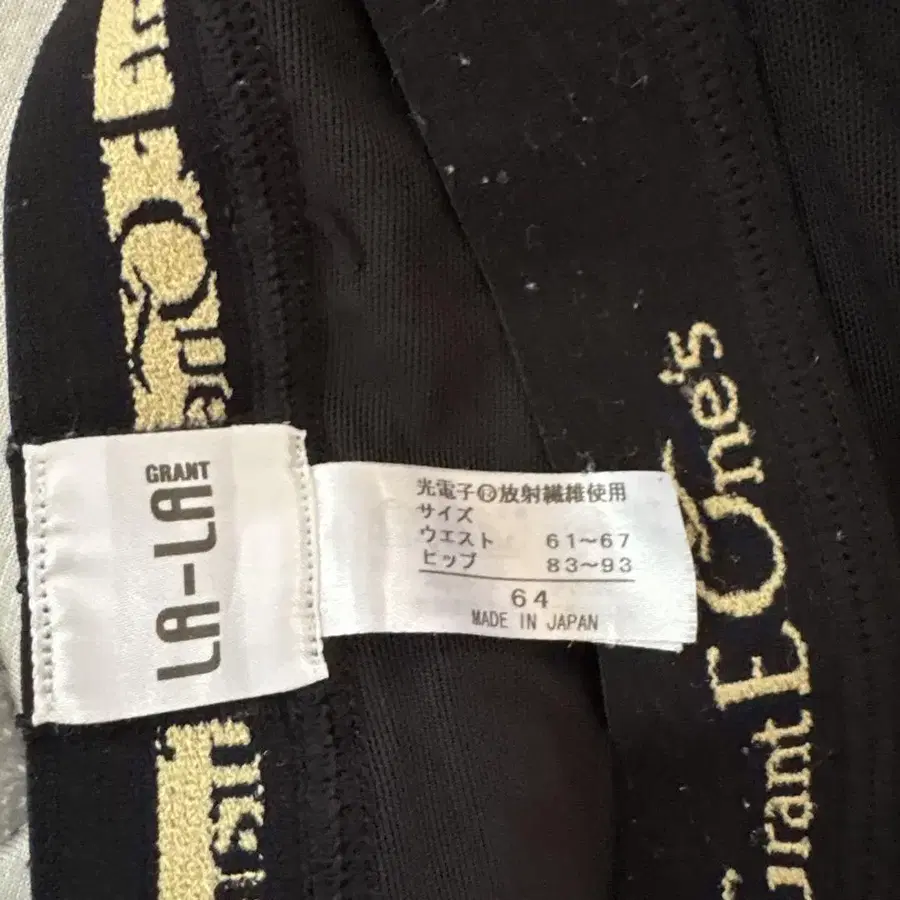 GRANT
LA-LA
光電子®放射繊維使用
サイズ
ウエスト 61〜67
ヒップ 83〜93
64
MADE IN JAPAN
Grant E One's